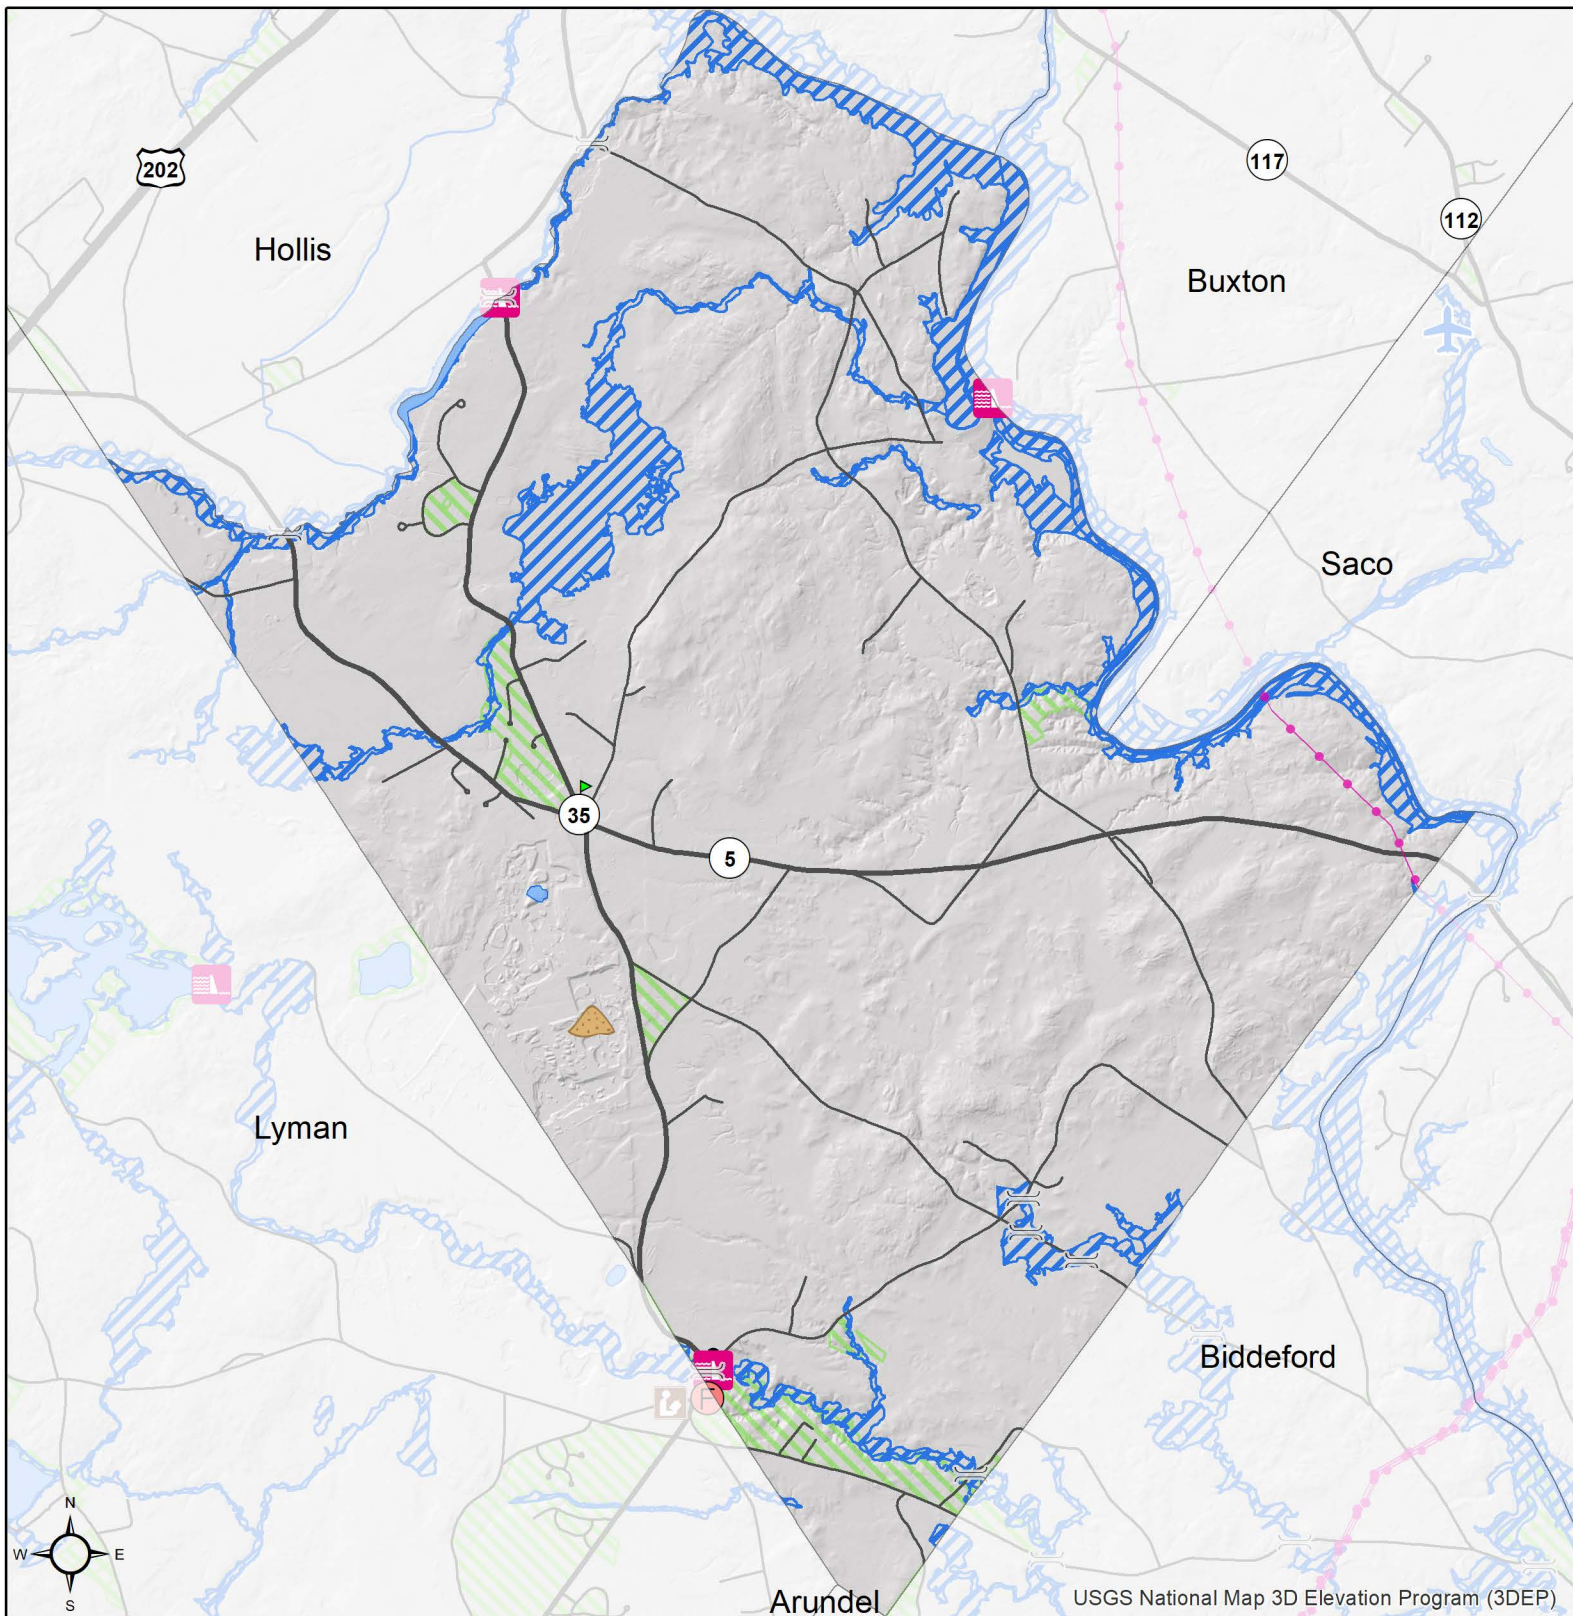 202
117
112
Hollis
Buxton
Saco
35
5
Lyman
Biddeford
F
N
W
E
S
Arundel
USGS National Map 3D Elevation Program (3DEP)